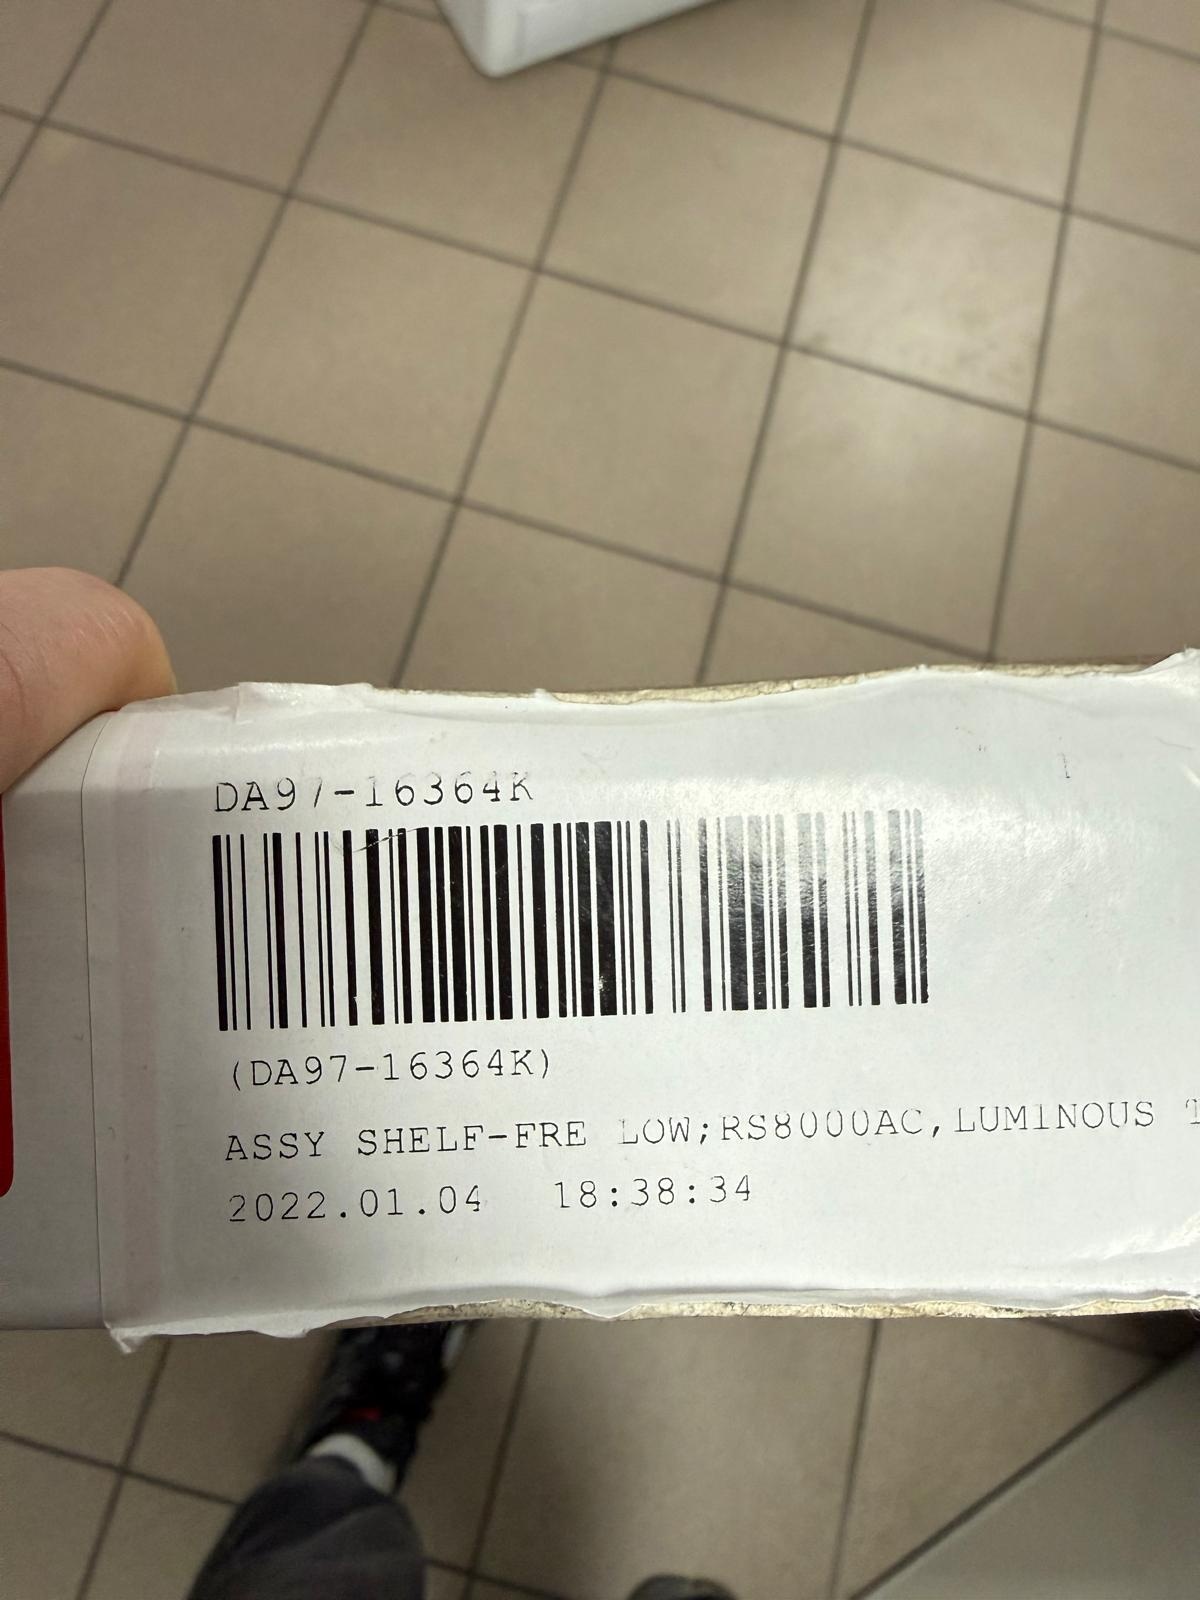 DA97-16364K
(DA97-16364K)
ASSY SHELF-FRE LOW;RS8000AC,LUMINOUS
2022.01.04 18:38:34